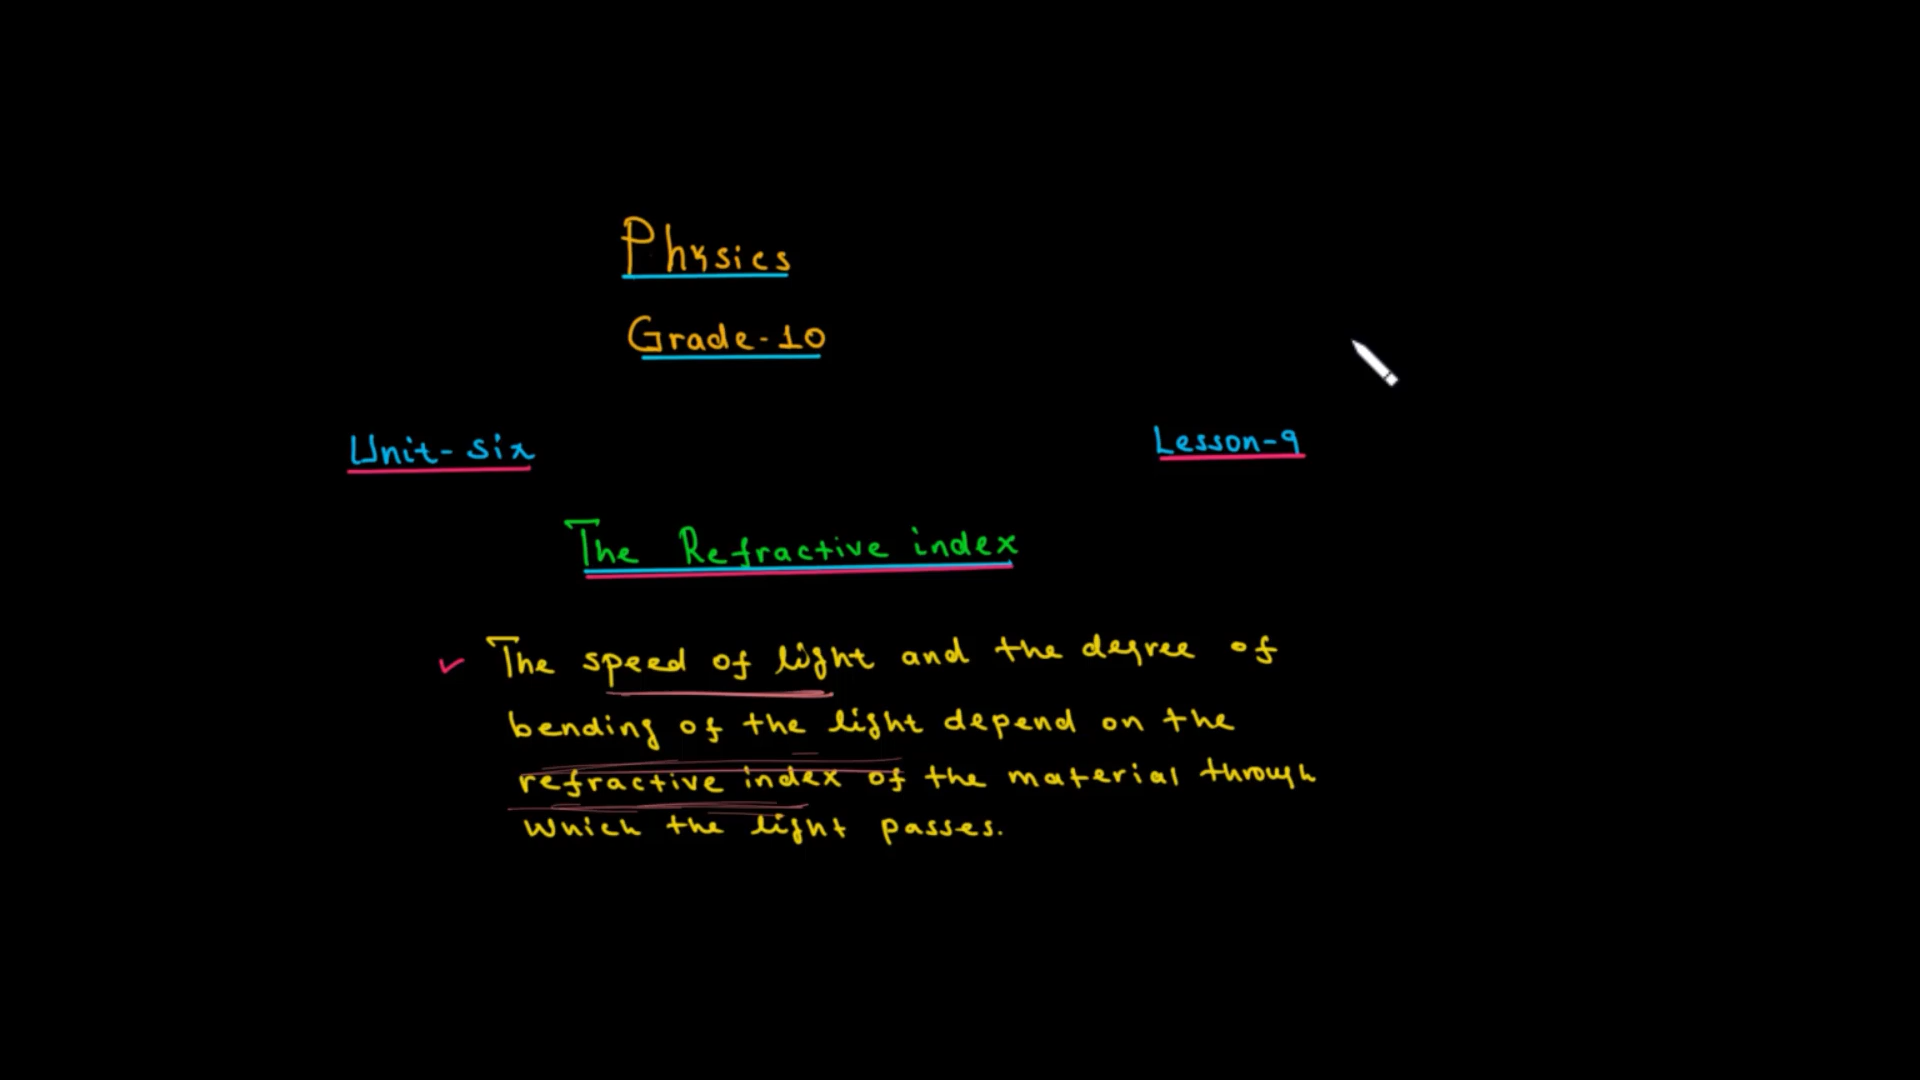 Physics
Grade-10
Unit-Six
Lesson-9
The Refractive index
✓ The speed of light and the degree of
bending of the light depend on the
refractive index of the material through
which the light passes.